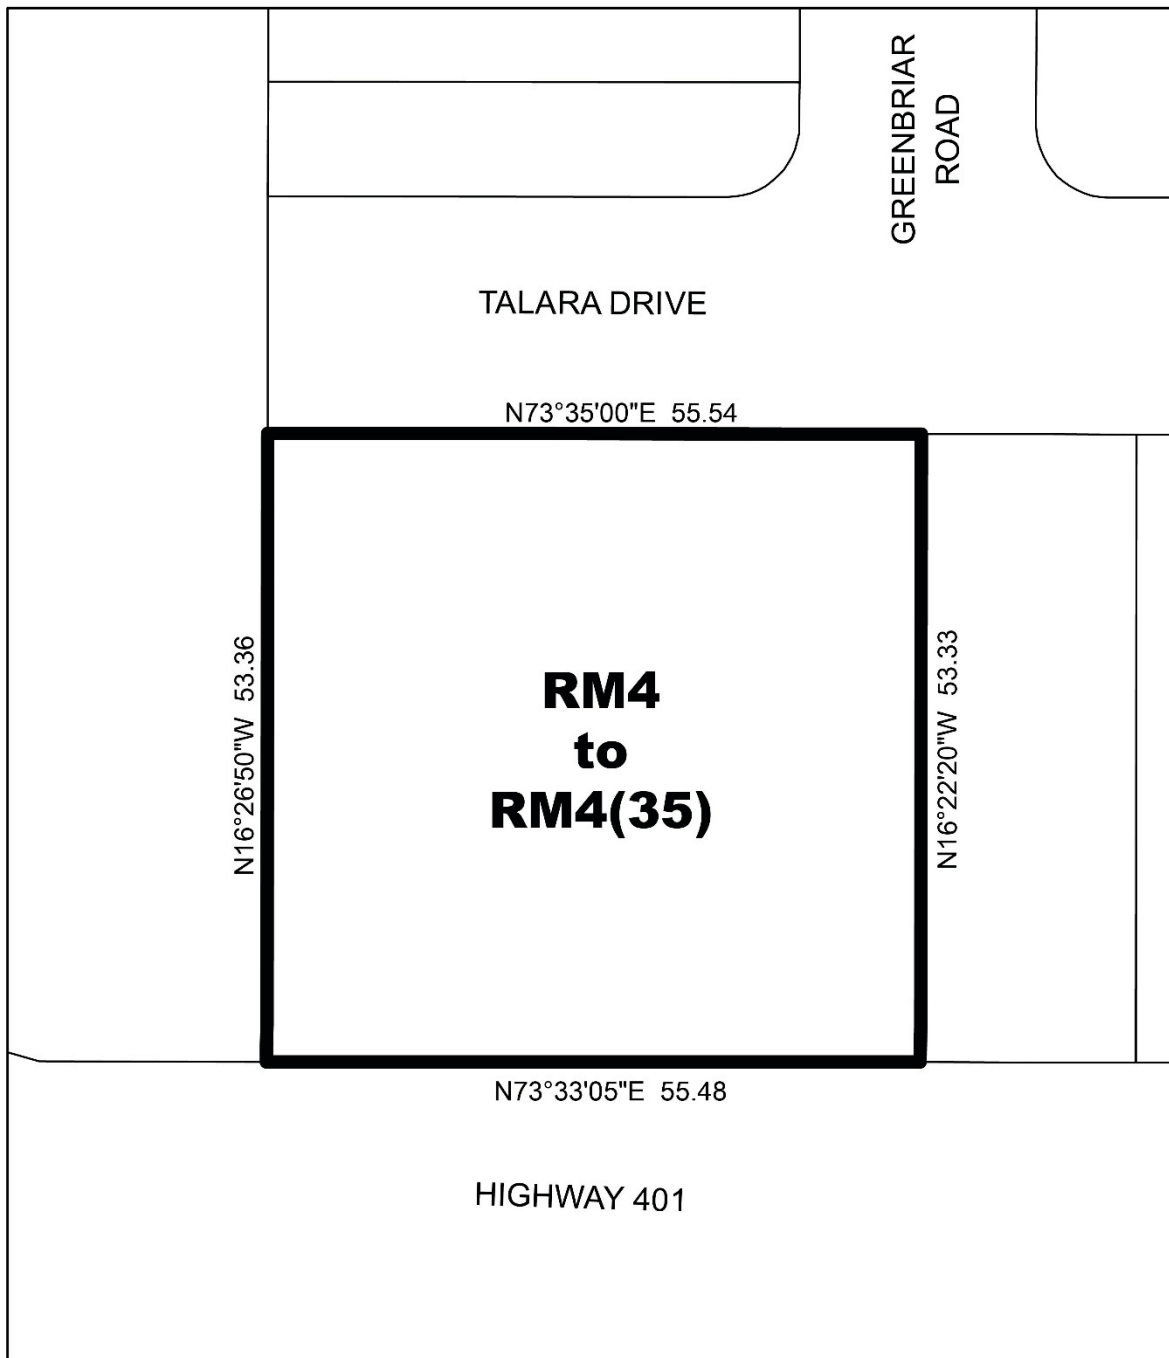 GREENBRIAR
ROAD
TALARA DRIVE
N73°35'00"E 55.54
N16°26'50"W 53.36
RM4
to
RM4(35)
N16°22'20"W 53.33
N73°33'05"E 55.48
HIGHWAY 401